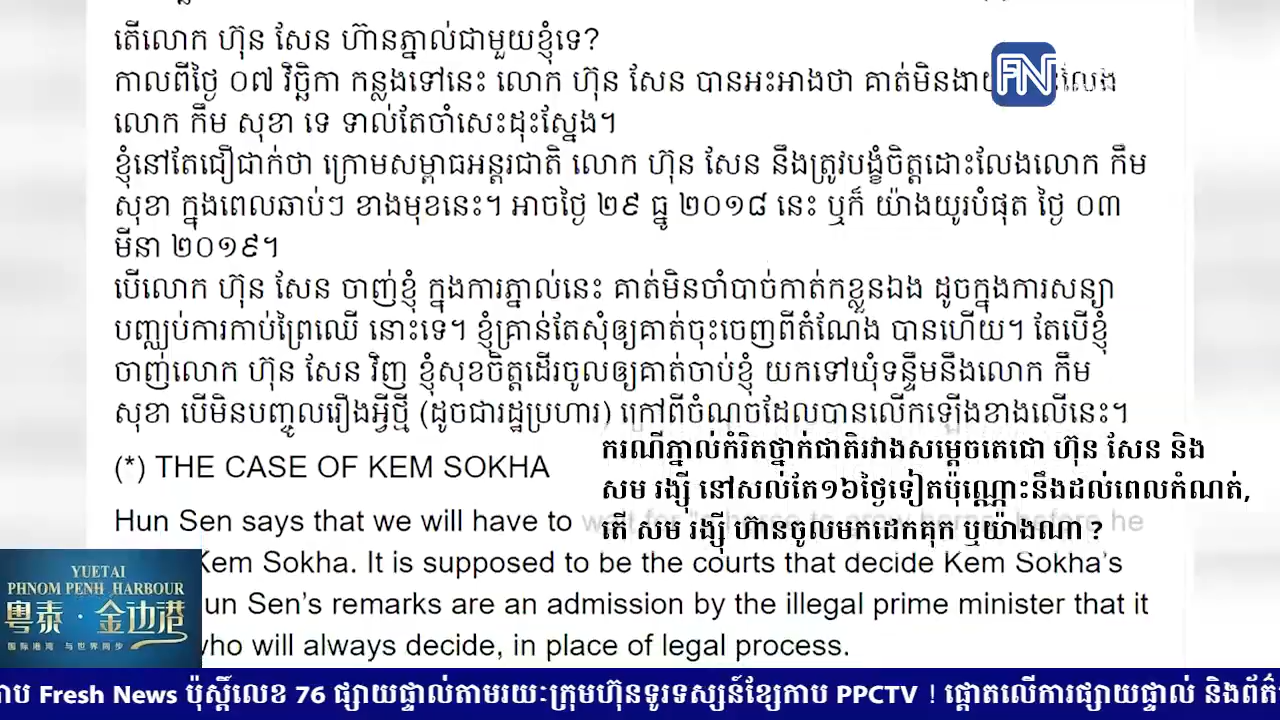 តើលោក ហ៊ុន សែន ហ៊ានភ្នាល់ជាមួយខ្ញុំទេ?
កាលពីថ្ងៃ ០៧ វិច្ឆិកា កន្លងទៅនេះ លោក ហ៊ុន សែន បានអះអាងថា គាត់មិនងាយ
FN
លោក កឹម សុខា ទេ ទាល់តែចាំសេះដុះស្នែង។
ខ្ញុំនៅតែជឿជាក់ថា ក្រោមសម្ពាធអន្តរជាតិ លោក ហ៊ុន សែន នឹងត្រូវបង្ខំចិត្តដោះលែងលោក កឹម
សុខា ក្នុងពេលឆាប់ៗ ខាងមុខនេះ។ អាចថ្ងៃ ២៩ ធ្នូ ២០១៨ នេះ ឬក៏ យ៉ាងយូរបំផុត ថ្ងៃ ០៣
មីនា ២០១៩។
បើលោក ហ៊ុន សែន ចាញ់ខ្ញុំ ក្នុងការភ្នាល់នេះ គាត់មិនចាំបាច់កាត់កខ្លួនឯង ដូចក្នុងការសន្យា
បញ្ឈប់ការកាប់ព្រៃឈើ នោះទេ។ ខ្ញុំគ្រាន់តែសុំឲ្យគាត់ចុះចេញពីតំណែង បានហើយ។ តែបើខ្ញុំ
ចាញ់លោក ហ៊ុន សែន វិញ ខ្ញុំសុខចិត្តដើរចូលឲ្យគាត់ចាប់ខ្ញុំ យកទៅឃុំទន្ទឹមនឹងលោក កឹម
សុខា បើមិនបញ្ចូលរឿងអ្វីថ្មី (ដូចជារដ្ឋប្រហារ) ក្រៅពីចំណុចដែលបានលើកឡើងខាងលើនេះ។
ករណីភ្នាល់កំរិតថ្នាក់ជាតិរវាងសម្តេចតេជោ ហ៊ុន សែន និង
សម រង្ស៊ី នៅសល់តែ១៦ថ្ងៃទៀតប៉ុណ្ណោះនឹងដល់ពេលកំណត់,
តើ សម រង្ស៊ី ហ៊ានចូលមកដេកគុក ឬយ៉ាងណា ?
(*) THE CASE OF KEM SOKHA
Hun Sen says that we will have to before he
Kem Sokha. It is supposed to be the courts that decide Kem Sokha's
un Sen's remarks are an admission by the illegal prime minister that it
who will always decide, in place of legal process.
YUETAI
PHNOM PENH HARBOUR
粤泰·金边港
国际港湾 与世界同步
កាប Fresh News ប៉ុស្តិ៍លេខ 76 ផ្សាយផ្ទាល់តាមរយៈក្រុមហ៊ុនទូរទស្សន៍ខ្សែកាប PPCTV ! ផ្តោតលើការផ្សាយផ្ទាល់ និងព័ត៌